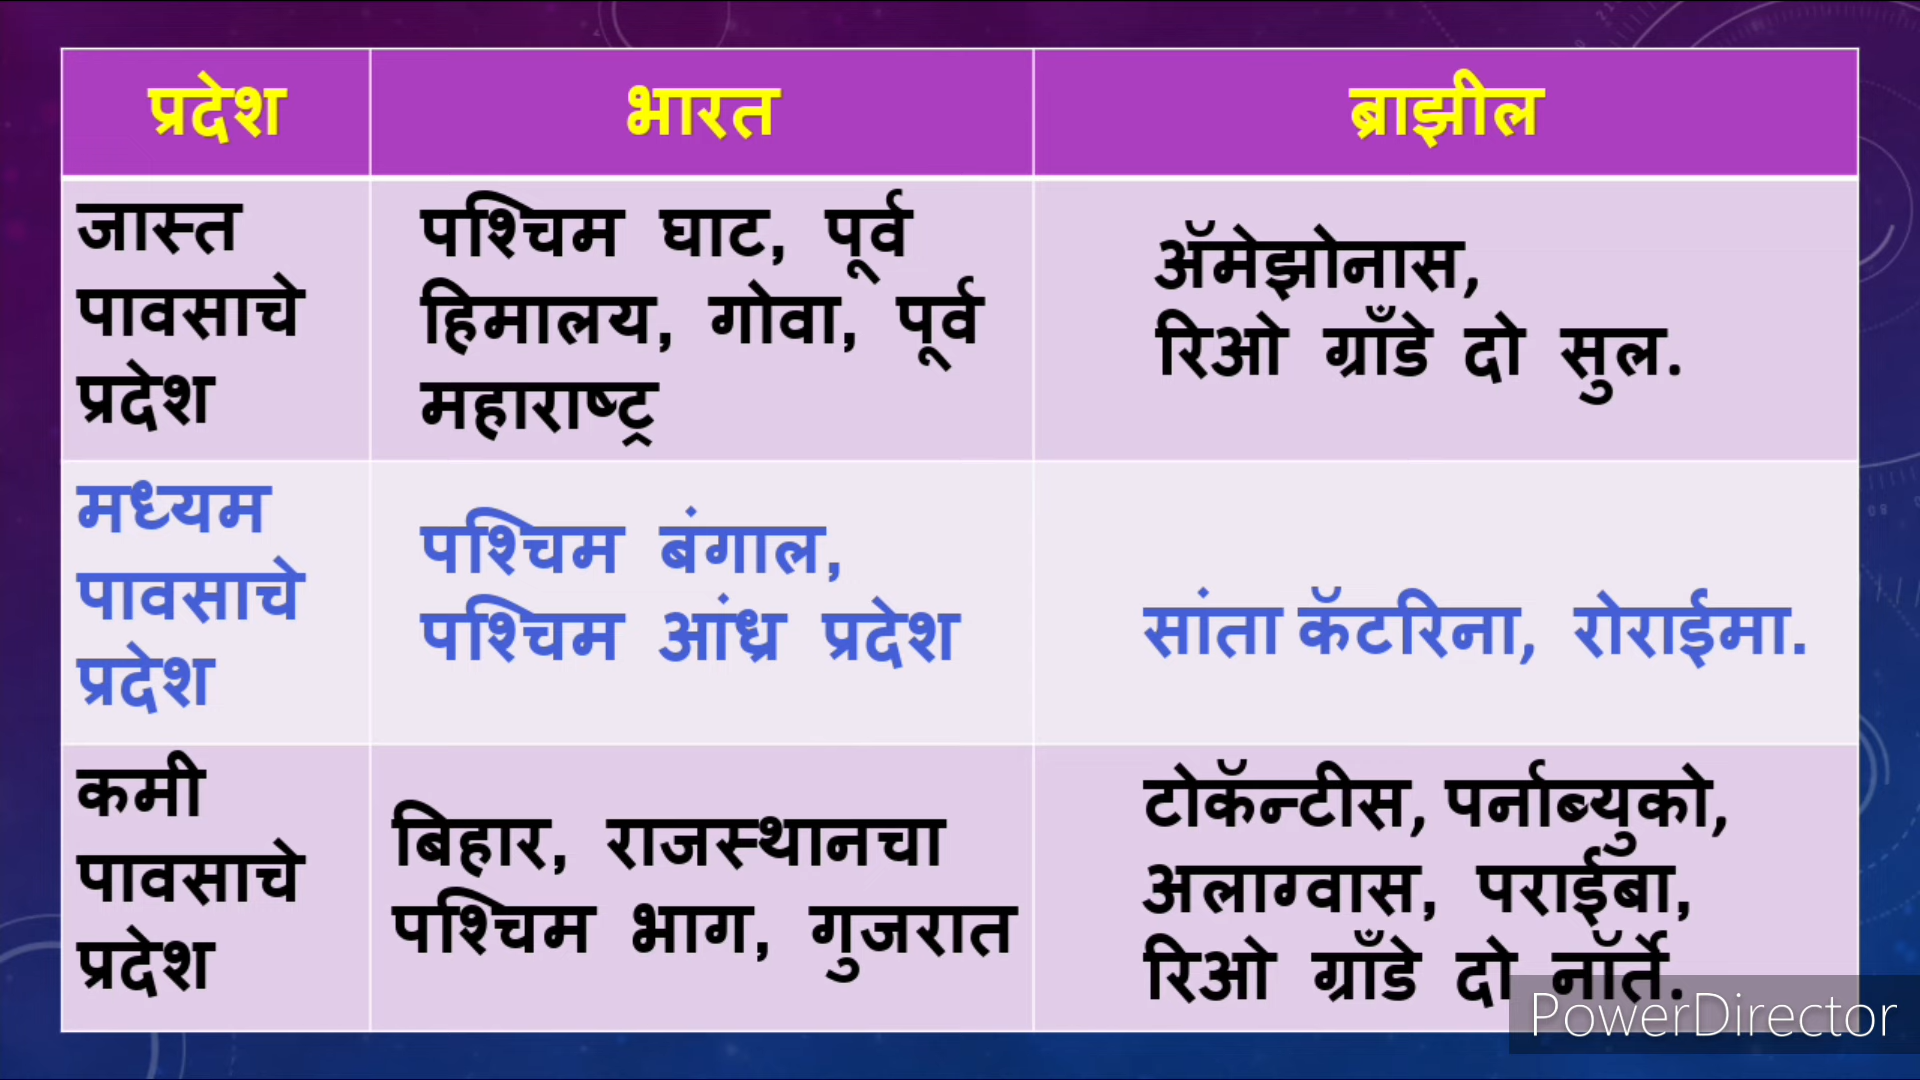 प्रदेश भारत ब्राझील
जास्त
पावसाचे
प्रदेश
पश्चिम घाट, पूर्व
हिमालय, गोवा, पूर्व
महाराष्ट्र
ॲमेझोनास,
रिओ ग्राँडे दो सुल.
मध्यम
पावसाचे
प्रदेश
पश्चिम बंगाल,
पश्चिम आंध्र प्रदेश
सांता कॅटरिना, रोराईमा.
कमी
पावसाचे
प्रदेश
बिहार, राजस्थानचा
पश्चिम भाग, गुजरात
टोकॅन्टीस, पर्नाब्युको,
अलाग्वास, पराईबा,
रिओ ग्राँडे दो नॉर्ते.
PowerDirector